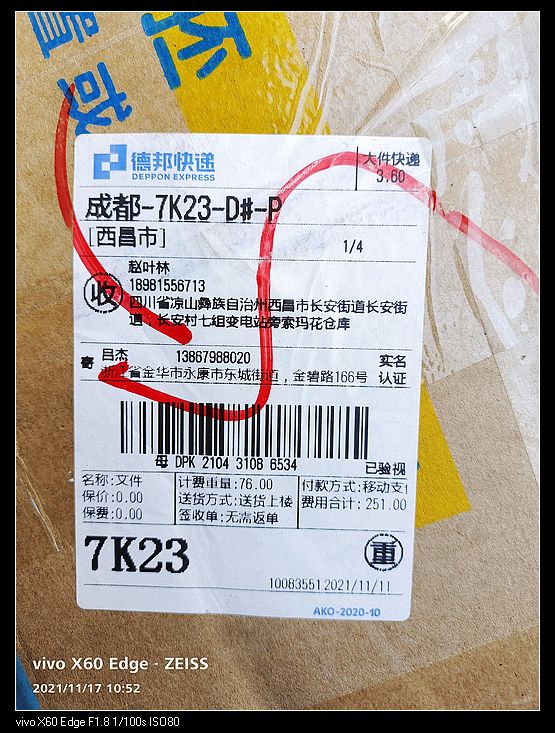 德邦快递
DEPPON EXPRESS
大件快递
3.60
成都-7K23-D#-P
[西昌市]
1/4
收
赵叶林
18981556713
四川省凉山彝族自治州西昌市长安街道长安街
道，长安村七组变电站旁索玛花仓库
寄
吕杰 13867988020
浙江省金华市永康市东城街道，金碧路166号
实名
认证
母 DPK 2104 3108 6534
已验视
名称:文件
保价:0.00
保费:0.00
计费重量:76.00
送货方式:送货上楼
签收单:无需返单
付款方式:移动支
费用合计:251.00
7K23
重
10083551 2021/11/11
AKO-2020-10
vivo X60 Edge · ZEISS
2021/11/17 10:52
vivo X60 Edge F1.8 1/100s ISO80